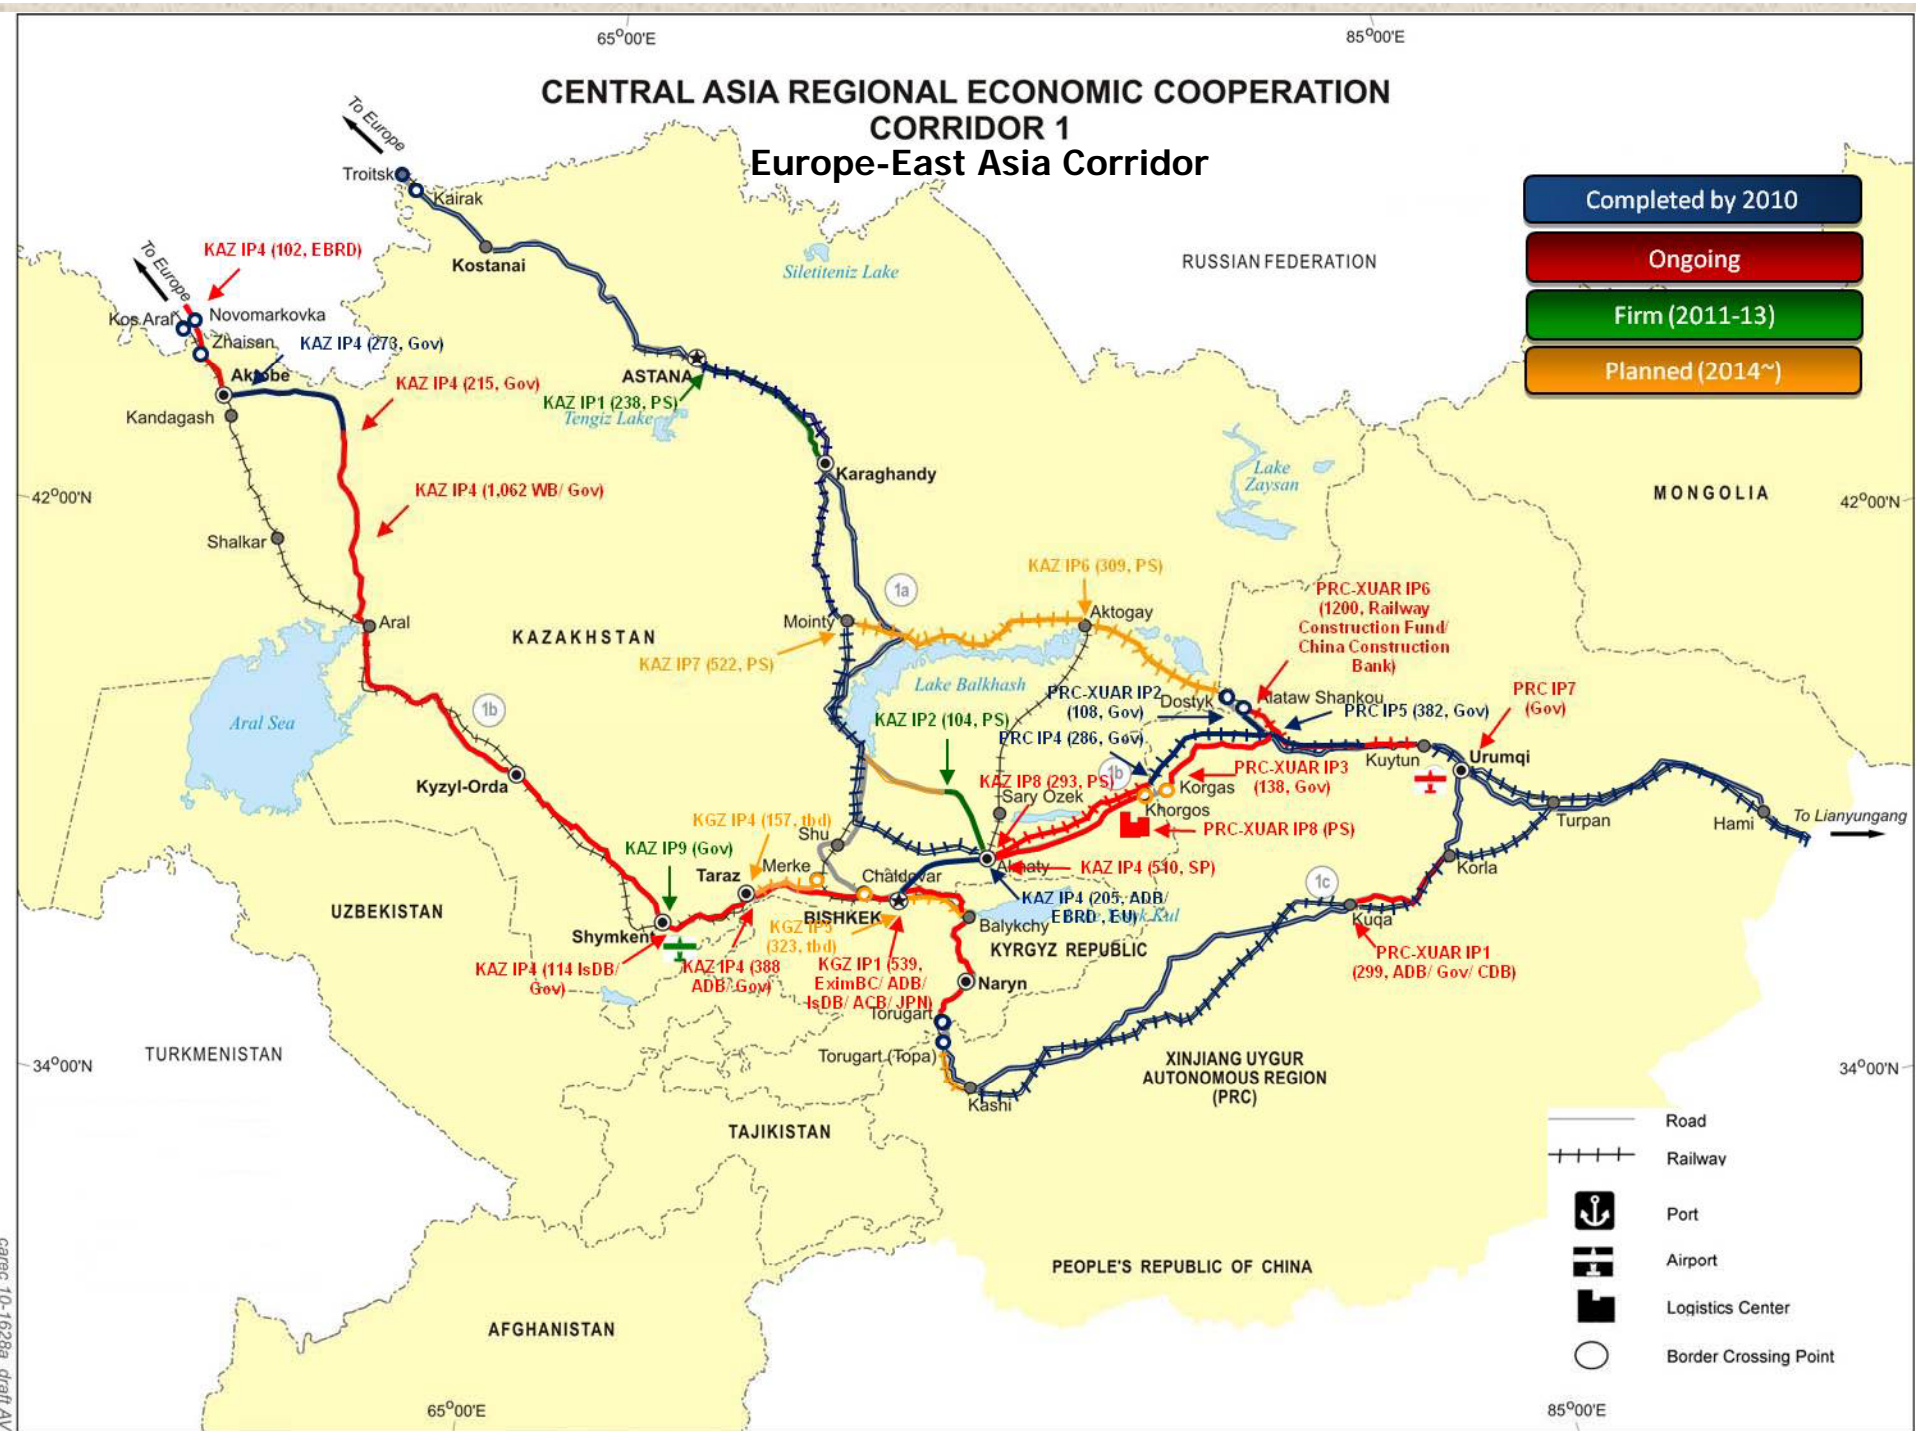 65°00'E
85°00'E
CENTRAL ASIA REGIONAL ECONOMIC COOPERATION
CORRIDOR 1
Europe-East Asia Corridor
To Europe
Troitsk
Kairak
Completed by 2010
Ongoing
Firm (2011-13)
Planned (2014~)
To Europe
KAZ IP4 (102, EBRD)
Kostanai
Siletiteniz Lake
RUSSIAN FEDERATION
Kos Aral
Novomarkovka
Zhaisan
KAZ IP4 (273, Gov)
Aktobe
KAZ IP4 (215, Gov)
Kandagash
ASTANA
KAZ IP1 (238, PS)
Tengiz Lake
Karaghandy
Lake
Zaysan
MONGOLIA
42°00'N
42°00'N
KAZ IP4 (1,062 WB/ Gov)
Shalkar
1a
KAZ IP6 (309, PS)
Aktogay
PRC-XUAR IP6
(1200, Railway
Construction Fund/
China Construction
Bank)
Aral
KAZAKHSTAN
Mointy
KAZ IP7 (522, PS)
Lake Balkhash
PRC-XUAR IP2
(108, Gov)
Dostyk
Alataw Shankou
PRC IP5 (382, Gov)
PRC IP7
(Gov)
Aral Sea
1b
KAZ IP2 (104, PS)
PRC IP4 (286, Gov)
Kuytun
Urumqi
Kyzyl-Orda
KAZ IP8 (293, PS)
1b
Sary Ozek
Korgas
Khorgos
PRC-XUAR IP3
(138, Gov)
KGZ IP4 (157, tbd)
Shu
PRC-XUAR IP8 (PS)
Turpan
Hami
To Lianyungang
KAZ IP9 (Gov)
Merke
Taraz
Chaldovar
Almaty
KAZ IP4 (540, SP)
Korla
1c
UZBEKISTAN
BISHKEK
KAZ IP4 (205, ADB/
EBRD, EU)
Kul
Shymkent
KGZ IP5
(323, tbd)
Balykchy
Kuqa
KYRGYZ REPUBLIC
KAZ IP4 (114 IsDB/
Gov)
KAZ IP4 (388
ADB/ Gov)
KGZ IP1 (539,
EximBC/ ADB/
IsDB/ ACB/ JPN)
PRC-XUAR IP1
(299, ADB/ Gov/ CDB)
Naryn
Torugart
TURKMENISTAN
Torugart (Topa)
34°00'N
34°00'N
XINJIANG UYGUR
AUTONOMOUS REGION
(PRC)
Kashi
TAJIKISTAN
Road
Railway
Port
Airport
Logistics Center
Border Crossing Point
PEOPLE'S REPUBLIC OF CHINA
AFGHANISTAN
65°00'E
85°00'E
carec 10-1628a draft AV